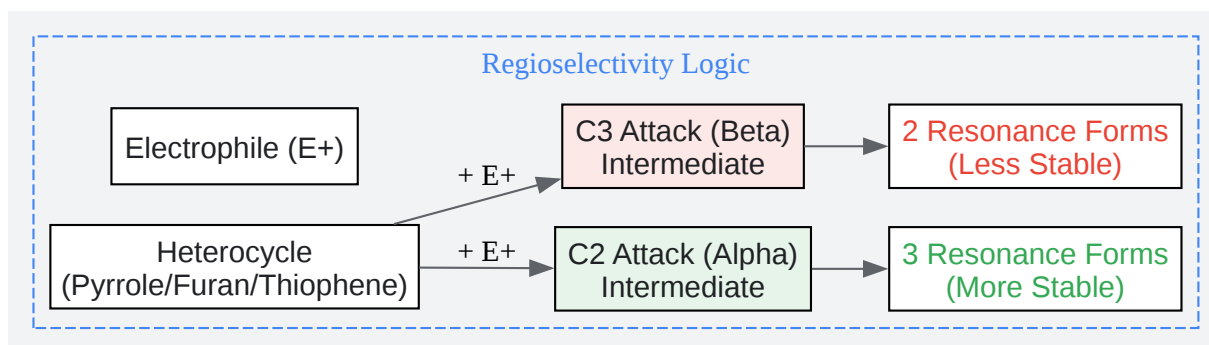 Regioselectivity Logic
Electrophile (E+)
C3 Attack (Beta)
Intermediate
2 Resonance Forms
(Less Stable)
+ E+
Heterocycle
(Pyrrole/Furan/Thiophene)
+ E+
C2 Attack (Alpha)
Intermediate
3 Resonance Forms
(More Stable)